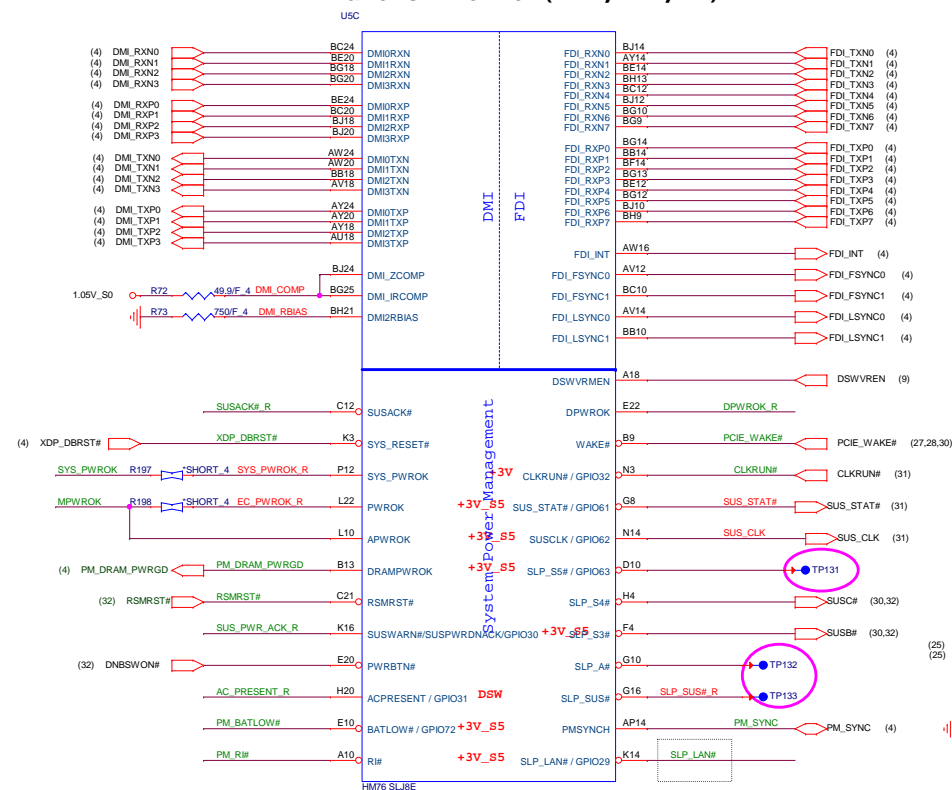 U5C
(4) DMI_RXN0 BC24 DMI0RXN FDI_RXN0 BJ14 FDI_TXN0 (4)
(4) DMI_RXN1 BE20 DMI1RXN FDI_RXN1 AY14 FDI_TXN1 (4)
(4) DMI_RXN2 BG18 DMI2RXN FDI_RXN2 BE14 FDI_TXN2 (4)
(4) DMI_RXN3 BG20 DMI3RXN FDI_RXN3 BH13 FDI_TXN3 (4)
FDI_RXN4 BC12 FDI_TXN4 (4)
(4) DMI_RXP0 BE24 DMI0RXP FDI_RXN5 BJ12 FDI_TXN5 (4)
(4) DMI_RXP1 BC20 DMI1RXP FDI_RXN6 BG10 FDI_TXN6 (4)
(4) DMI_RXP2 BJ18 DMI2RXP FDI_RXN7 BG9 FDI_TXN7 (4)
(4) DMI_RXP3 BJ20 DMI3RXP
FDI_RXP0 BG14 FDI_TXP0 (4)
(4) DMI_TXN0 AW24 DMI0TXN FDI_RXP1 BB14 FDI_TXP1 (4)
(4) DMI_TXN1 AW20 DMI1TXN FDI_RXP2 BF14 FDI_TXP2 (4)
(4) DMI_TXN2 BB18 DMI2TXN FDI_RXP3 BG13 FDI_TXP3 (4)
(4) DMI_TXN3 AV18 DMI3TXN FDI_RXP4 BE12 FDI_TXP4 (4)
FDI_RXP5 BG12 FDI_TXP5 (4)
(4) DMI_TXP0 AY24 DMI0TXP FDI_RXP6 BJ10 FDI_TXP6 (4)
(4) DMI_TXP1 AY20 DMI1TXP FDI_RXP7 BH9 FDI_TXP7 (4)
(4) DMI_TXP2 AY18 DMI2TXP
(4) DMI_TXP3 AU18 DMI3TXP
DMI FDI
FDI_INT AW16 FDI_INT (4)
BJ24 DMI_ZCOMP FDI_FSYNC0 AV12 FDI_FSYNC0 (4)
1.05V_S0 R72 49.9/F_4 DMI_COMP BG25 DMI_IRCOMP FDI_FSYNC1 BC10 FDI_FSYNC1 (4)
R73 750/F_4 DMI_RBIAS BH21 DMI2RBIAS FDI_LSYNC0 AV14 FDI_LSYNC0 (4)
FDI_LSYNC1 BB10 FDI_LSYNC1 (4)
System Power Management
DSWVRMEN A18 DSWVREN (9)
SUSACK#_R C12 SUSACK# DPWROK E22 DPWROK_R
(4) XDP_DBRST# XDP_DBRST# K3 SYS_RESET# WAKE# B9 PCIE_WAKE# PCIE_WAKE# (27,28,30)
SYS_PWROK R197 *SHORT_4 SYS_PWROK_R P12 SYS_PWROK +3V CLKRUN# / GPIO32 N3 CLKRUN# CLKRUN# (31)
MPWROK R198 *SHORT_4 EC_PWROK_R L22 PWROK +3V_S5 SUS_STAT# / GPIO61 G8 SUS_STAT# SUS_STAT# (31)
L10 APWROK +3V_S5 SUSCLK / GPIO62 N14 SUS_CLK SUS_CLK (31)
(4) PM_DRAM_PWRGD PM_DRAM_PWRGD B13 DRAMPWROK +3V_S5 SLP_S5# / GPIO63 D10 TP131
(32) RSMRST# RSMRST# C21 RSMRST# SLP_S4# H4 SUSC# (30,32)
SUS_PWR_ACK_R K16 SUSWARN#/SUSPWRDNACK/GPIO30 +3V_S5 SLP_S3# F4 SUSB# (30,32)
(25)
(25)
(32) DNBSWON# E20 PWRBTN# SLP_A# G10 TP132
AC_PRESENT_R H20 ACPRESENT / GPIO31 DSW SLP_SUS# G16 SLP_SUS#_R TP133
PM_BATLOW# E10 BATLOW# / GPIO72 +3V_S5 PMSYNCH AP14 PM_SYNC PM_SYNC (4)
PM_RI# A10 RI# +3V_S5 SLP_LAN# / GPIO29 K14 SLP_LAN#
HM76 SLJ8E